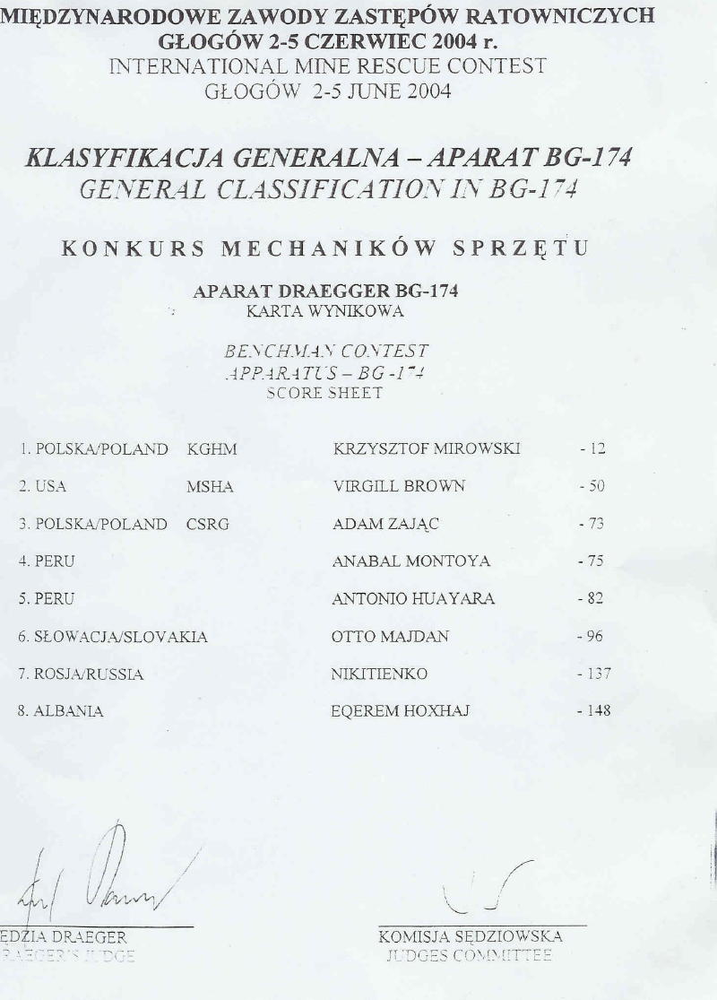 MIĘDZYNARODOWE ZAWODY ZASTĘPÓW RATOWNICZYCH
GŁOGÓW 2-5 CZERWIEC 2004 r.
INTERNATIONAL MINE RESCUE CONTEST
GŁOGÓW 2-5 JUNE 2004
KLASYFIKACJA GENERALNA – APARAT BG-174
GENERAL CLASSIFICATION IN BG-174
KONKURS MECHANIKÓW SPRZĘTU
APARAT DRAEGGER BG-174
KARTA WYNIKOWA
BENCHMAN CONTEST
APPARATUS – BG -174
SCORE SHEET
1. POLSKA/POLAND KGHM KRZYSZTOF MIROWSKI - 12
2. USA MSHA VIRGILL BROWN - 50
3. POLSKA/POLAND CSRG ADAM ZAJĄC - 73
4. PERU ANABAL MONTOYA - 75
5. PERU ANTONIO HUAYARA - 82
6. SŁOWACJA/SLOVAKIA OTTO MAJDAN - 96
7. ROSJA/RUSSIA NIKITIENKO - 137
8. ALBANIA EQEREM HOXHAJ - 148
ĘDZIA DRAEGER KOMISJA SĘDZIOWSKA
RAEGER'S JUDGE JUDGES COMMITTEE